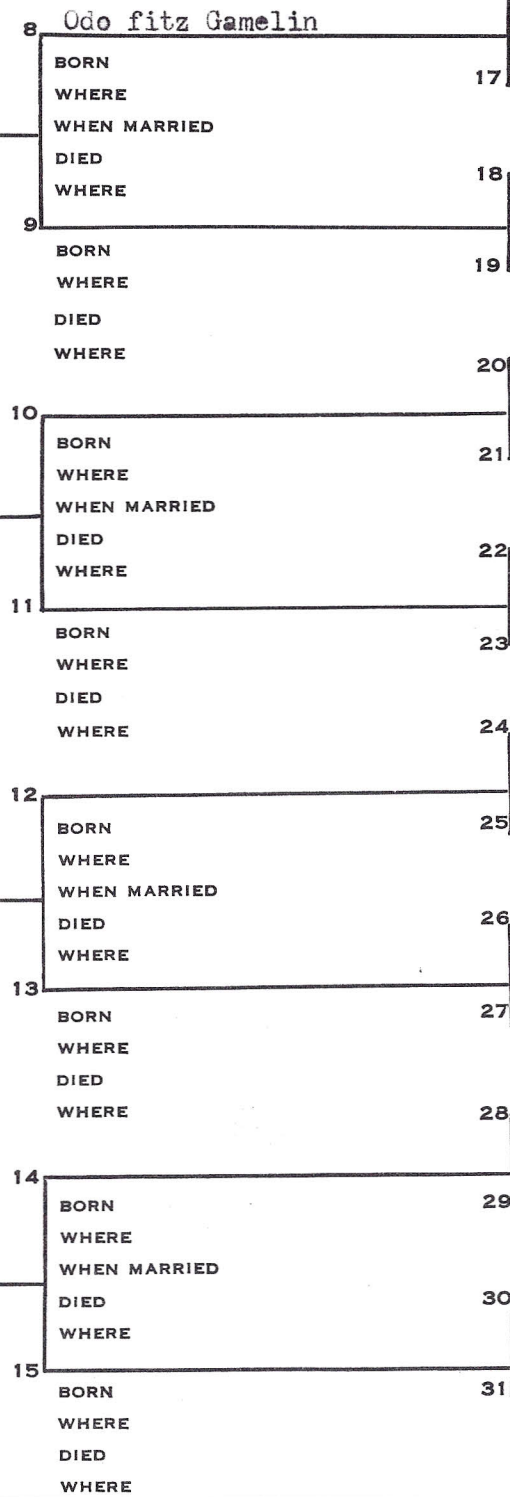 8 Odo fitz Gamelin
BORN
17
WHERE
WHEN MARRIED
DIED
18
WHERE
9
BORN
19
WHERE
DIED
WHERE
20
10
BORN
21
WHERE
WHEN MARRIED
DIED
22
WHERE
11
BORN
23
WHERE
DIED
WHERE
24
12
BORN
25
WHERE
WHEN MARRIED
DIED
26
WHERE
13
BORN
27
WHERE
DIED
WHERE
28
14
BORN
29
WHERE
WHEN MARRIED
DIED
30
WHERE
15
BORN
31
WHERE
DIED
WHERE